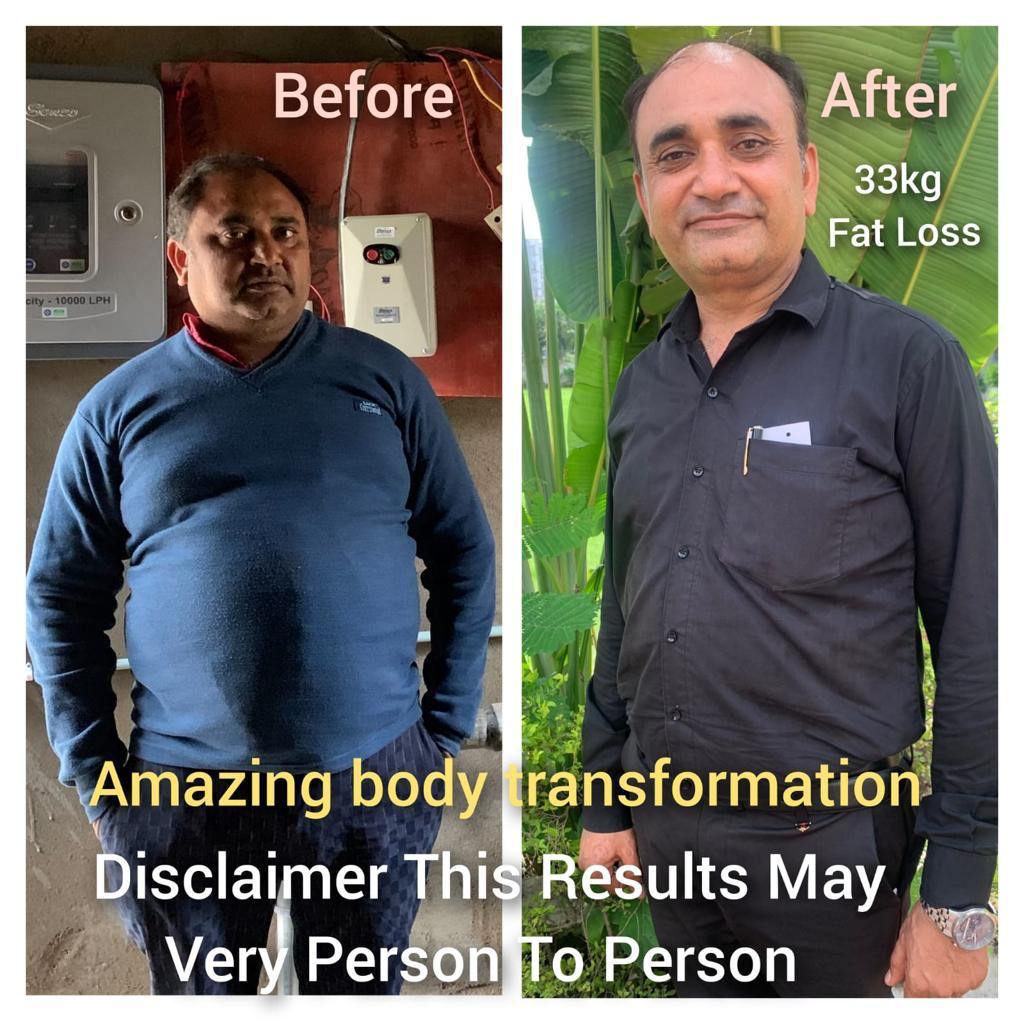 Before
After
33kg
Fat Loss
city - 10000 LPH
Amazing body transformation
Disclaimer This Results May
Very Person To Person